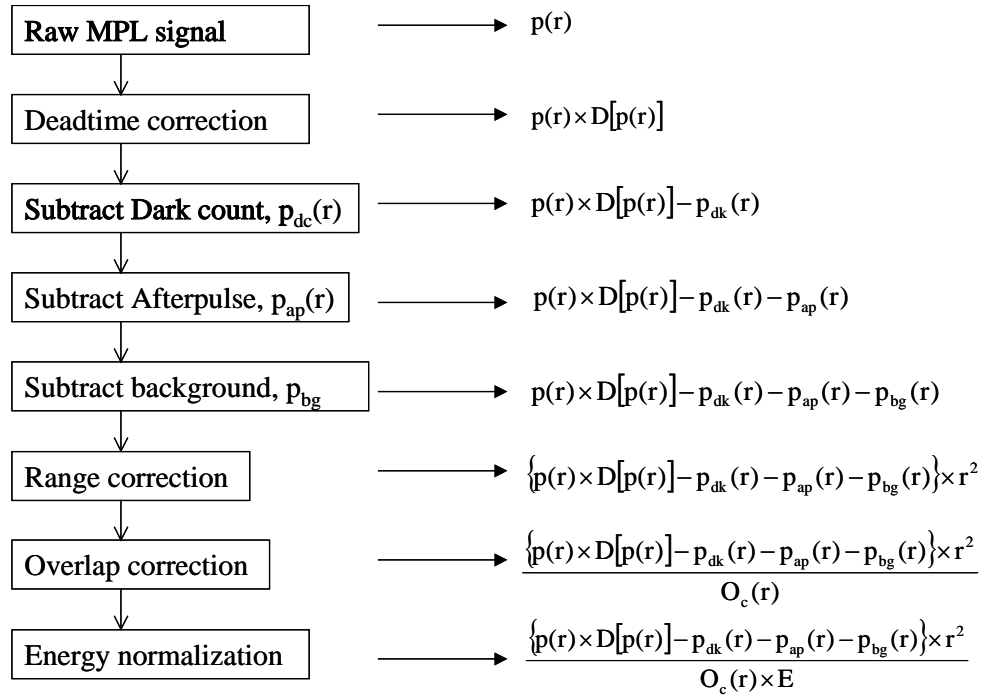 Raw MPL signal p(r)
Deadtime correction p(r)×D[p(r)]
Subtract Dark count, p_dc(r) p(r)×D[p(r)]−p_dk(r)
Subtract Afterpulse, p_ap(r) p(r)×D[p(r)]−p_dk(r)−p_ap(r)
Subtract background, p_bg p(r)×D[p(r)]−p_dk(r)−p_ap(r)−p_bg(r)
Range correction {p(r)×D[p(r)]−p_dk(r)−p_ap(r)−p_bg(r)}×r²
Overlap correction {p(r)×D[p(r)]−p_dk(r)−p_ap(r)−p_bg(r)}×r²
O_c(r)
Energy normalization {p(r)×D[p(r)]−p_dk(r)−p_ap(r)−p_bg(r)}×r²
O_c(r)×E